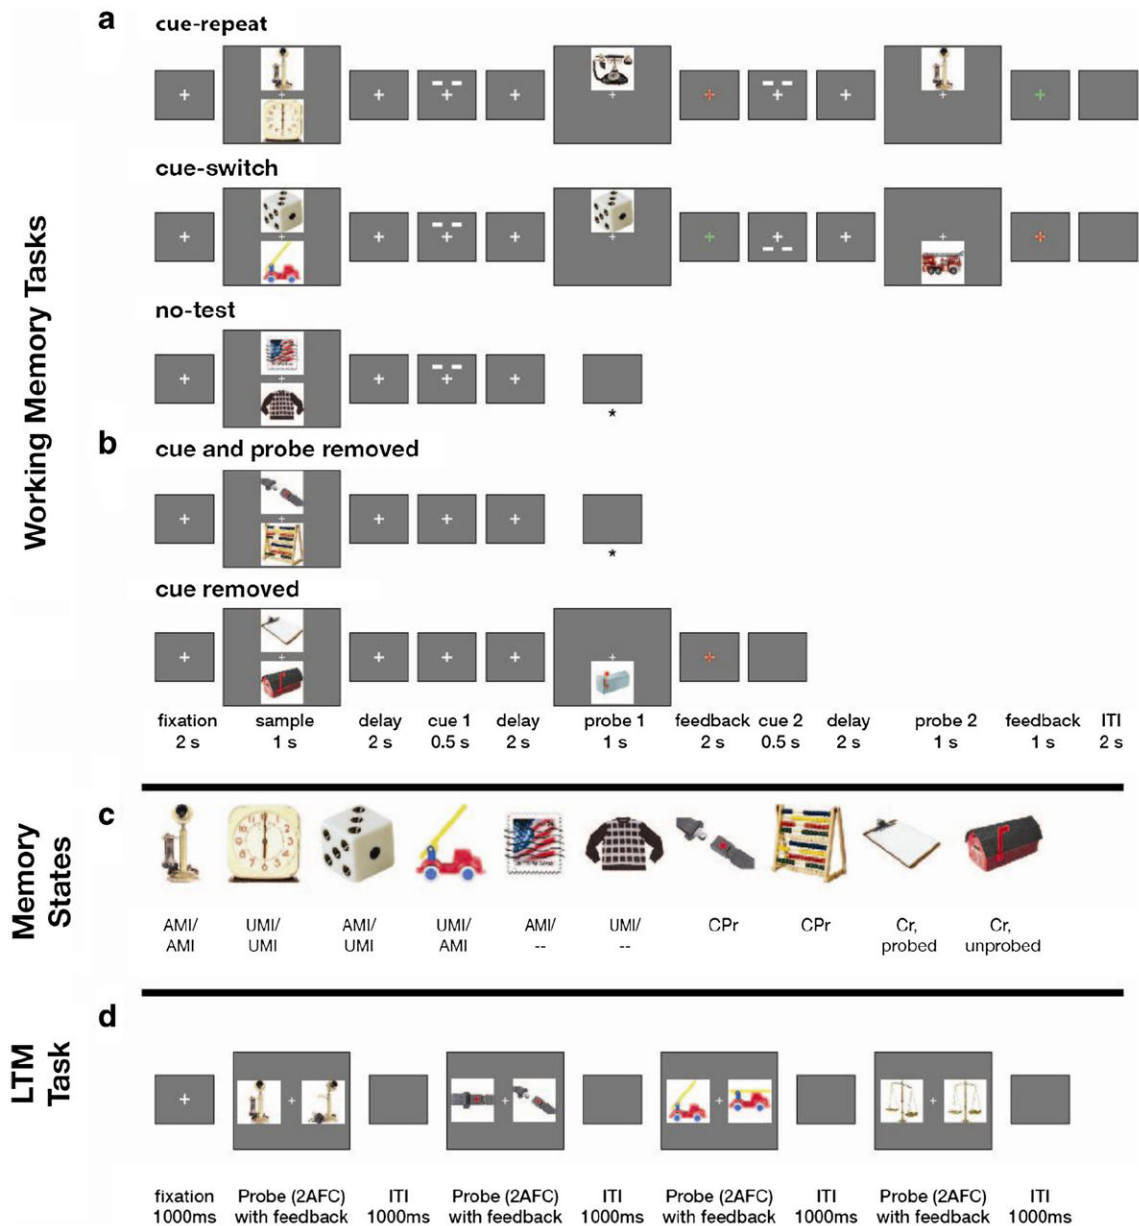 a
cue-repeat
cue-switch
no-test
*
b
cue and probe removed
*
cue removed
Working Memory Tasks
fixation sample delay cue 1 delay probe 1 feedback cue 2 delay probe 2 feedback ITI
2 s 1 s 2 s 0.5 s 2 s 1 s 2 s 0.5 s 2 s 1 s 1 s 2 s
c
Memory
States
AMI/ UMI/ AMI/ UMI/ AMI/ UMI/ CPr CPr Cr, Cr,
AMI UMI UMI AMI -- -- probed unprobed
d
LTM
Task
fixation Probe (2AFC) ITI Probe (2AFC) ITI Probe (2AFC) ITI Probe (2AFC) ITI
1000ms with feedback 1000ms with feedback 1000ms with feedback 1000ms with feedback 1000ms